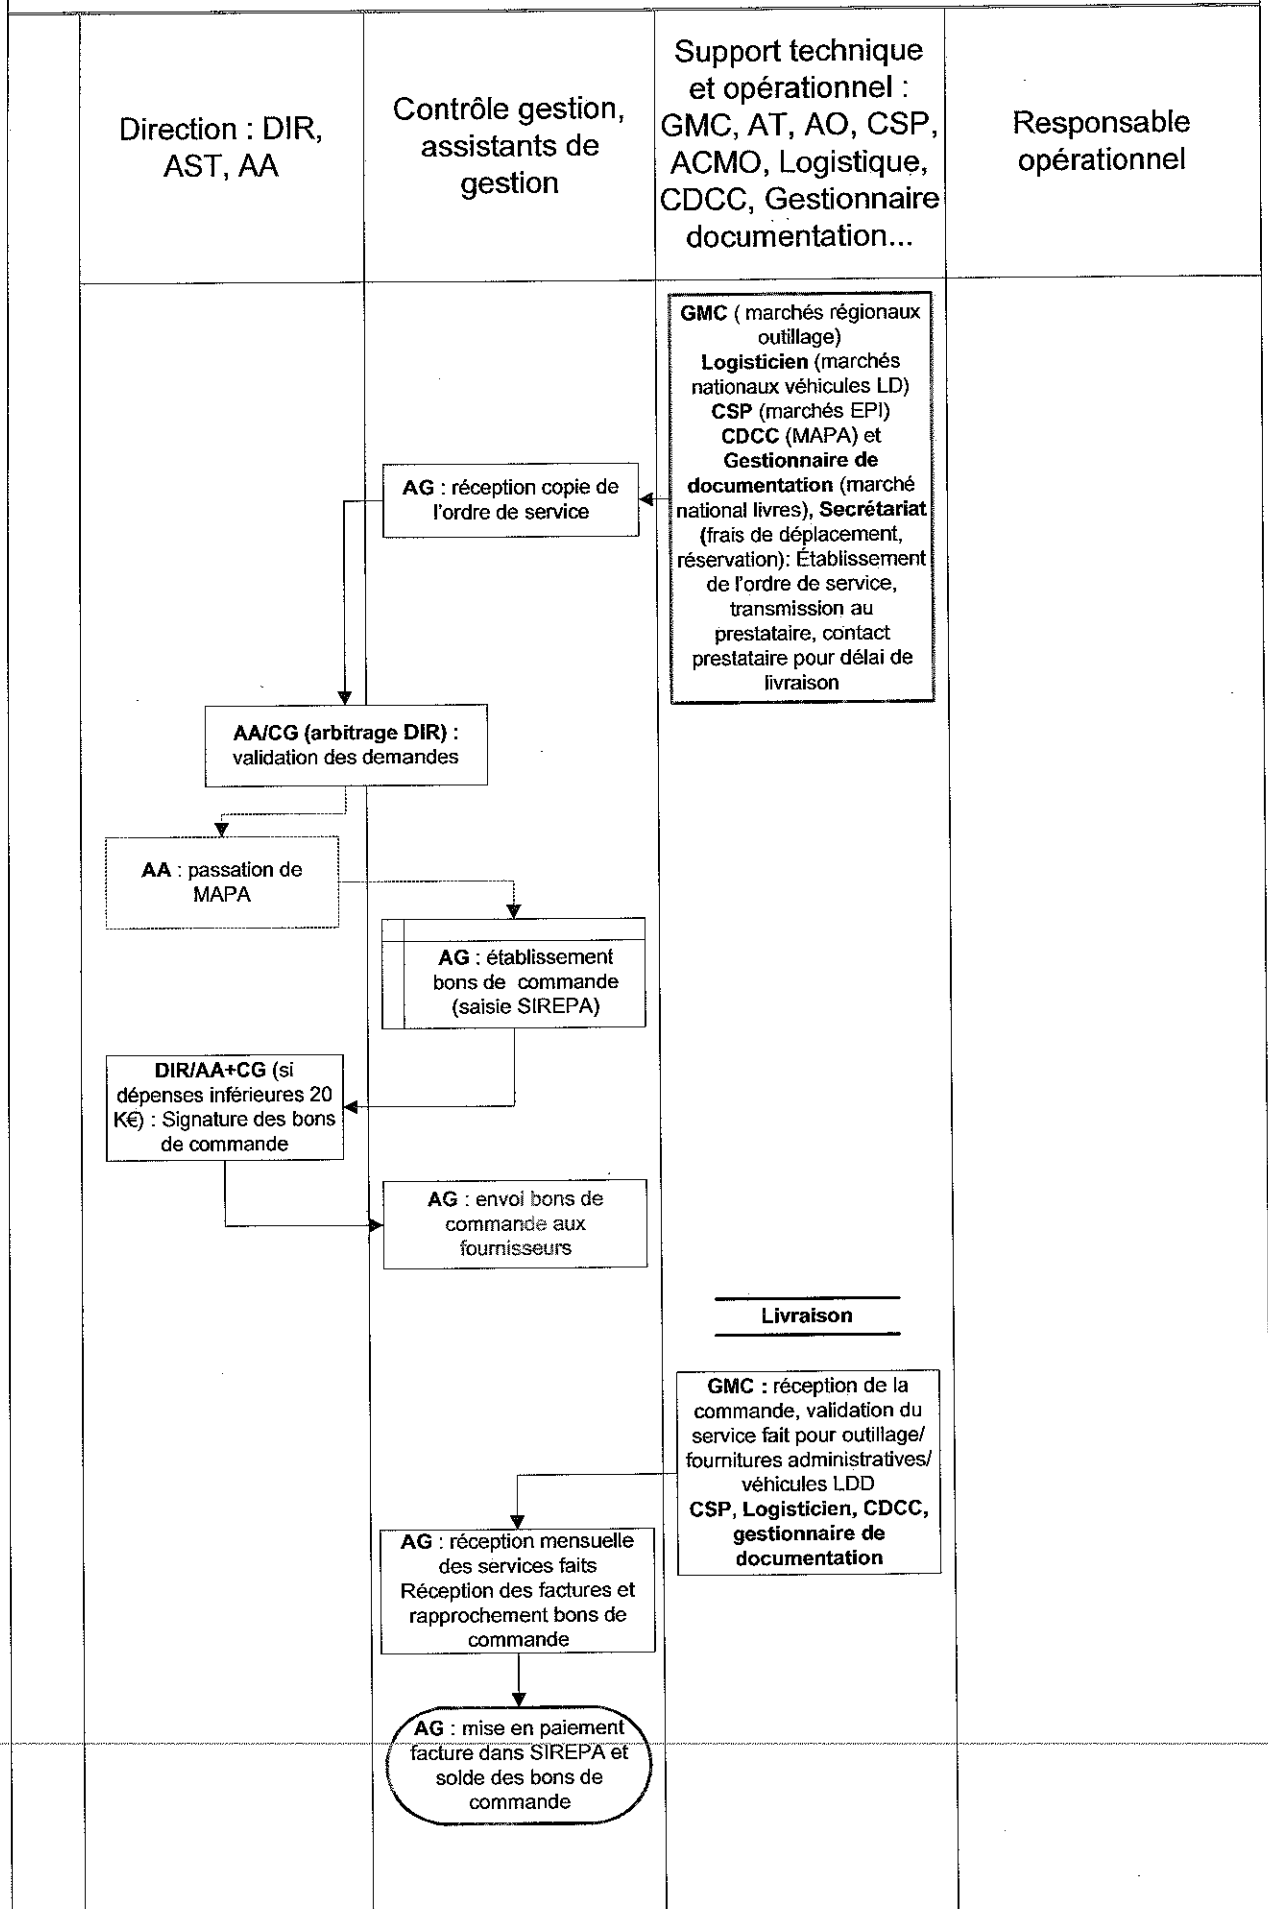 Direction : DIR,
AST, AA
Contrôle gestion,
assistants de
gestion
Support technique
et opérationnel :
GMC, AT, AO, CSP,
ACMO, Logistique,
CDCC, Gestionnaire
documentation...
Responsable
opérationnel
GMC ( marchés régionaux
outillage)
Logisticien (marchés
nationaux véhicules LD)
CSP (marchés EPI)
CDCC (MAPA) et
Gestionnaire de
documentation (marché
national livres), Secrétariat
(frais de déplacement,
réservation): Établissement
de l'ordre de service,
transmission au
prestataire, contact
prestataire pour délai de
livraison
AG : réception copie de
l'ordre de service
AA/CG (arbitrage DIR) :
validation des demandes
AA : passation de
MAPA
AG : établissement
bons de commande
(saisie SIREPA)
DIR/AA+CG (si
dépenses inférieures 20
K€) : Signature des bons
de commande
AG : envoi bons de
commande aux
fournisseurs
Livraison
GMC : réception de la
commande, validation du
service fait pour outillage/
fournitures administratives/
véhicules LDD
CSP, Logisticien, CDCC,
gestionnaire de
documentation
AG : réception mensuelle
des services faits
Réception des factures et
rapprochement bons de
commande
AG : mise en paiement
facture dans SIREPA et
solde des bons de
commande